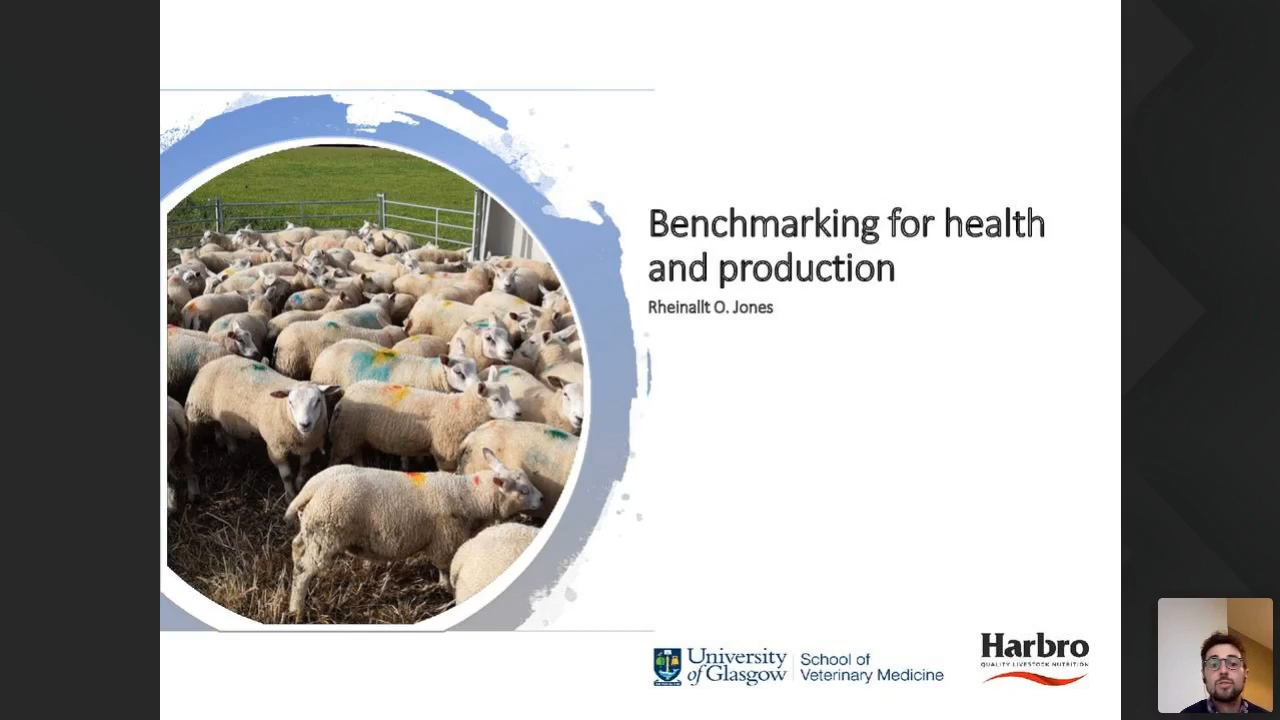 Benchmarking for health
and production
Rheinallt O. Jones
University
of Glasgow
School of
Veterinary Medicine
Harbro
QUALITY LIVESTOCK NUTRITION